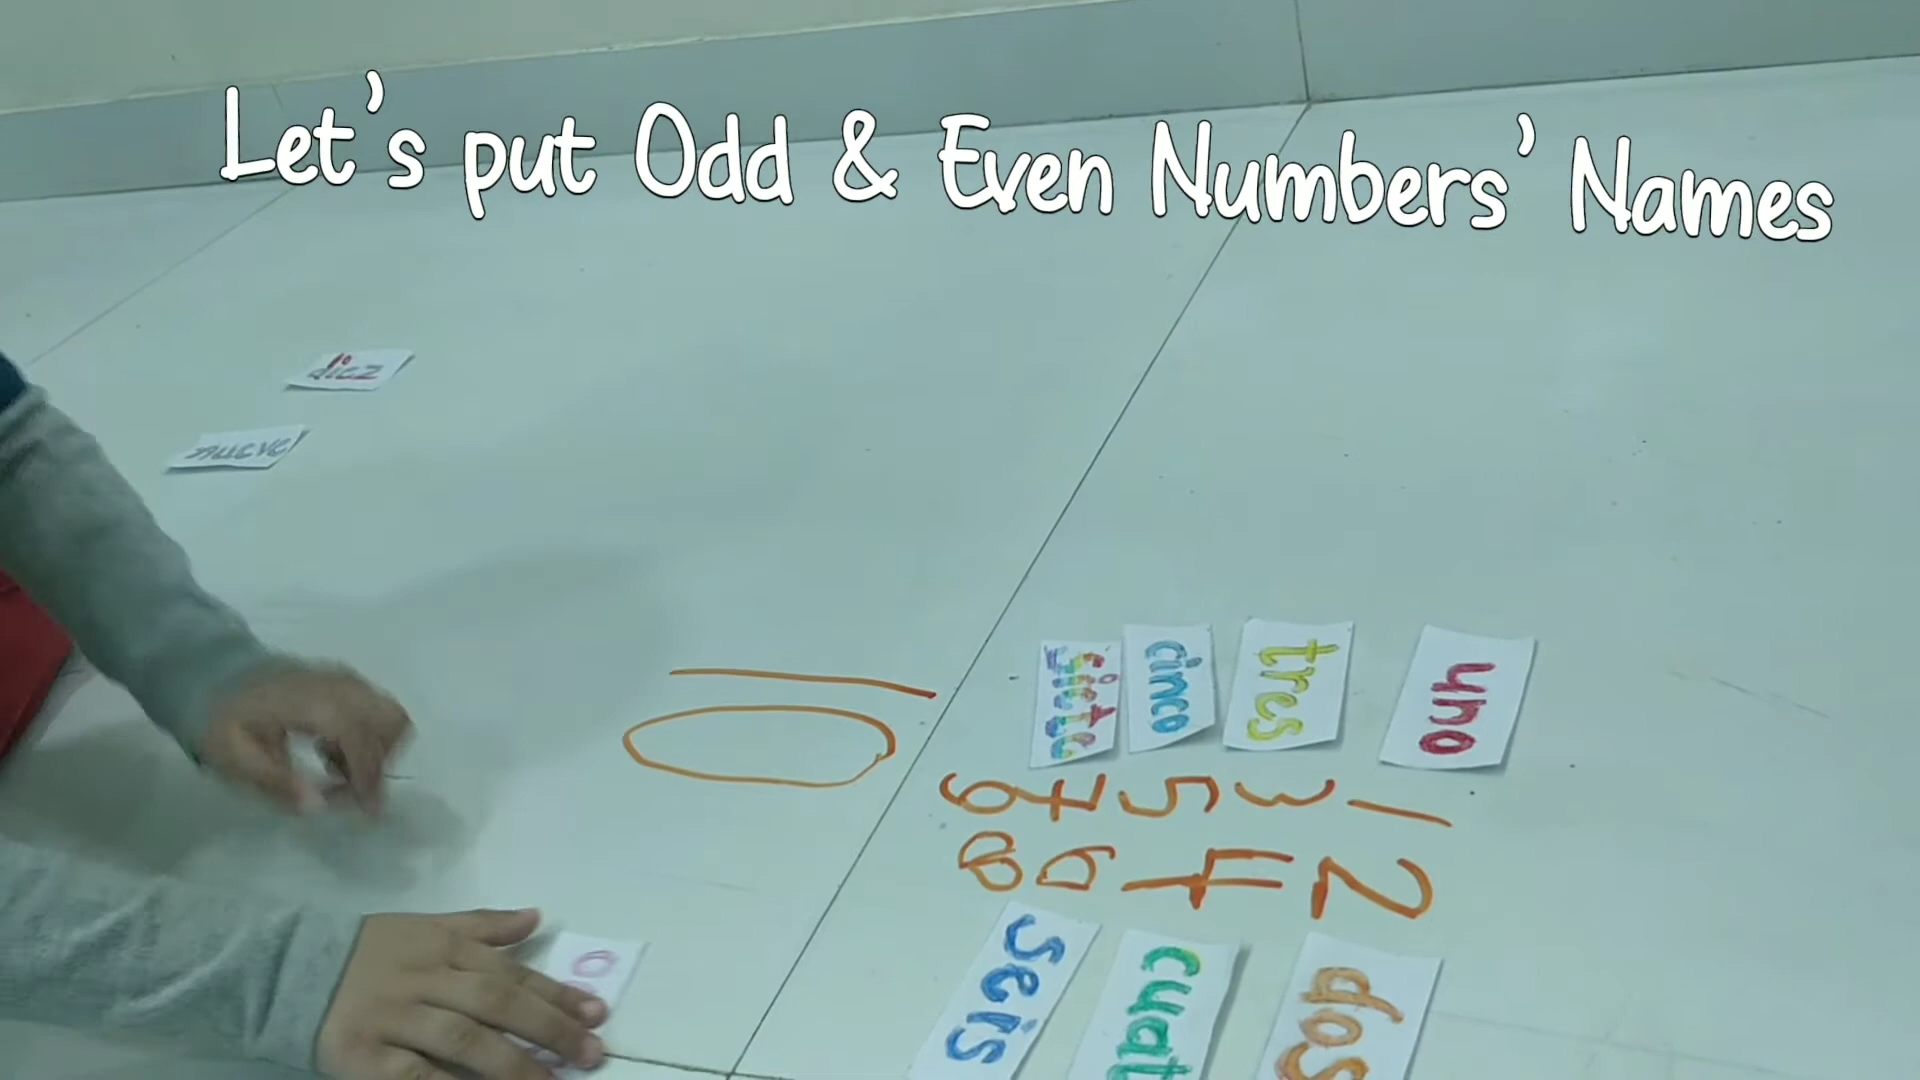 Let's put Odd & Even Numbers' Names
diez
nueve
uno
tres
cinco
siete
1 3 5 7 9
2 4 6 8
10
dos
cuat
seis
o